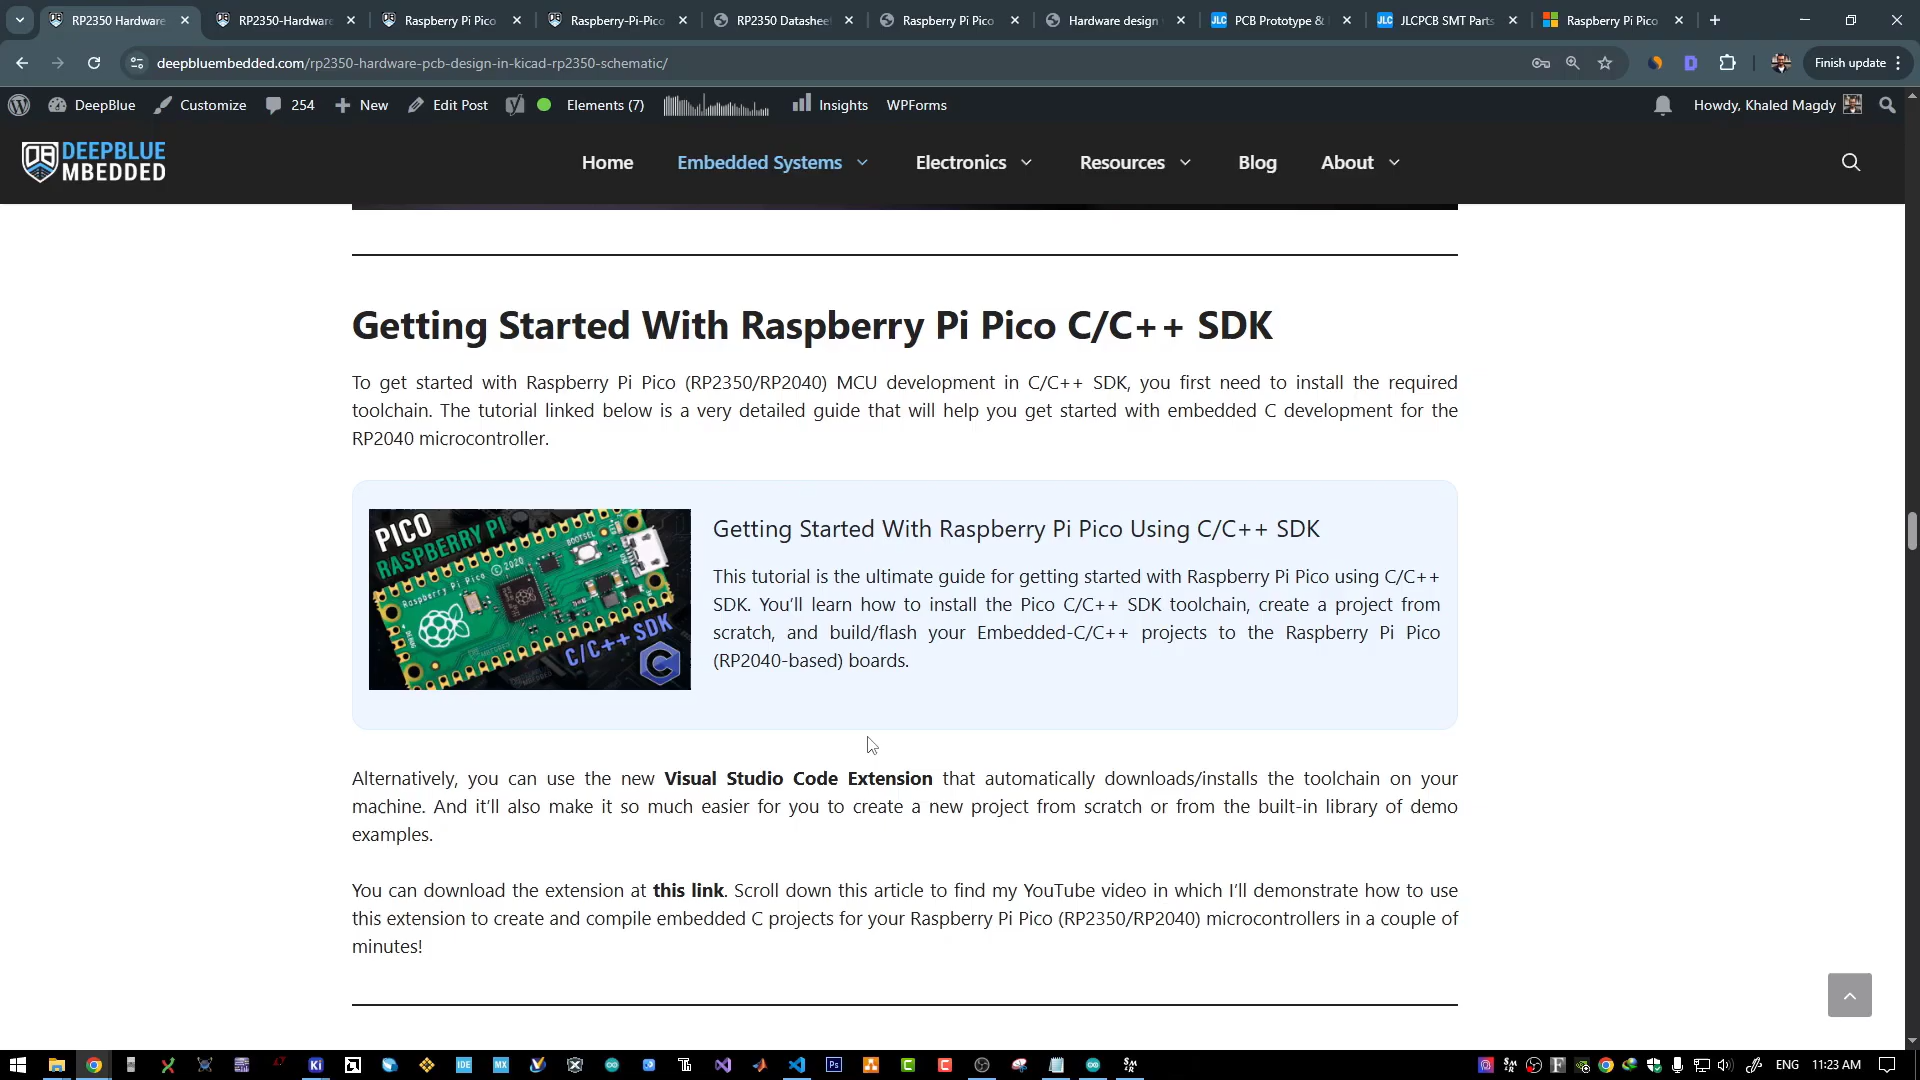 RP2350 Hardware
RP2350-Hardware
Raspberry Pi Pico
Raspberry-Pi-Pico
RP2350 Datashee
Raspberry Pi Pico
Hardware design
PCB Prototype &
JLCPCB SMT Parts
Raspberry Pi Pico
deepbluembedded.com/rp2350-hardware-pcb-design-in-kicad-rp2350-schematic/
Finish update
DeepBlue
Customize
254
New
Edit Post
Elements (7)
Insights
WPForms
Howdy, Khaled Magdy
DEEPBLUE
MBEDDED
Home
Embedded Systems
Electronics
Resources
Blog
About
Getting Started With Raspberry Pi Pico C/C++ SDK
To get started with Raspberry Pi Pico (RP2350/RP2040) MCU development in C/C++ SDK, you first need to install the required
toolchain. The tutorial linked below is a very detailed guide that will help you get started with embedded C development for the
RP2040 microcontroller.
PICO
RASPBERRY PI
BOOTSEL
Raspberry Pi Pico ©2020
C/C++ SDK
Getting Started With Raspberry Pi Pico Using C/C++ SDK
This tutorial is the ultimate guide for getting started with Raspberry Pi Pico using C/C++
SDK. You'll learn how to install the Pico C/C++ SDK toolchain, create a project from
scratch, and build/flash your Embedded-C/C++ projects to the Raspberry Pi Pico
(RP2040-based) boards.
Alternatively, you can use the new Visual Studio Code Extension that automatically downloads/installs the toolchain on your
machine. And it'll also make it so much easier for you to create a new project from scratch or from the built-in library of demo
examples.
You can download the extension at this link. Scroll down this article to find my YouTube video in which I'll demonstrate how to use
this extension to create and compile embedded C projects for your Raspberry Pi Pico (RP2350/RP2040) microcontrollers in a couple of
minutes!
ENG
11:23 AM